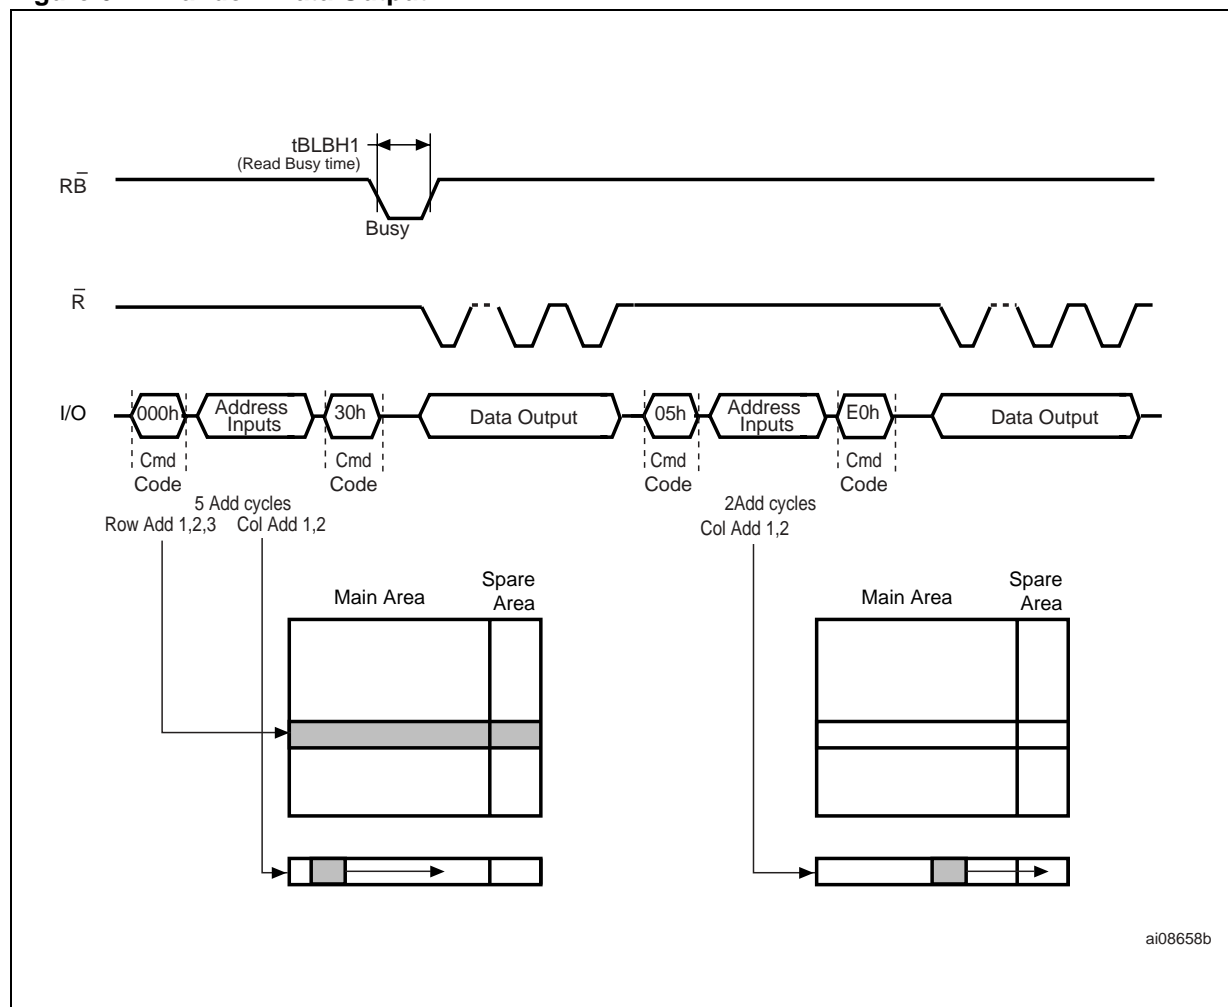 tBLBH1
(Read Busy time)
RB̅
Busy
R̅
I/O
000h
Address
Inputs
30h
Data Output
05h
Address
Inputs
E0h
Data Output
Cmd
Code
Cmd
Code
Cmd
Code
Cmd
Code
5 Add cycles
Row Add 1,2,3
Col Add 1,2
2Add cycles
Col Add 1,2
Main Area
Spare
Area
Main Area
Spare
Area
ai08658b